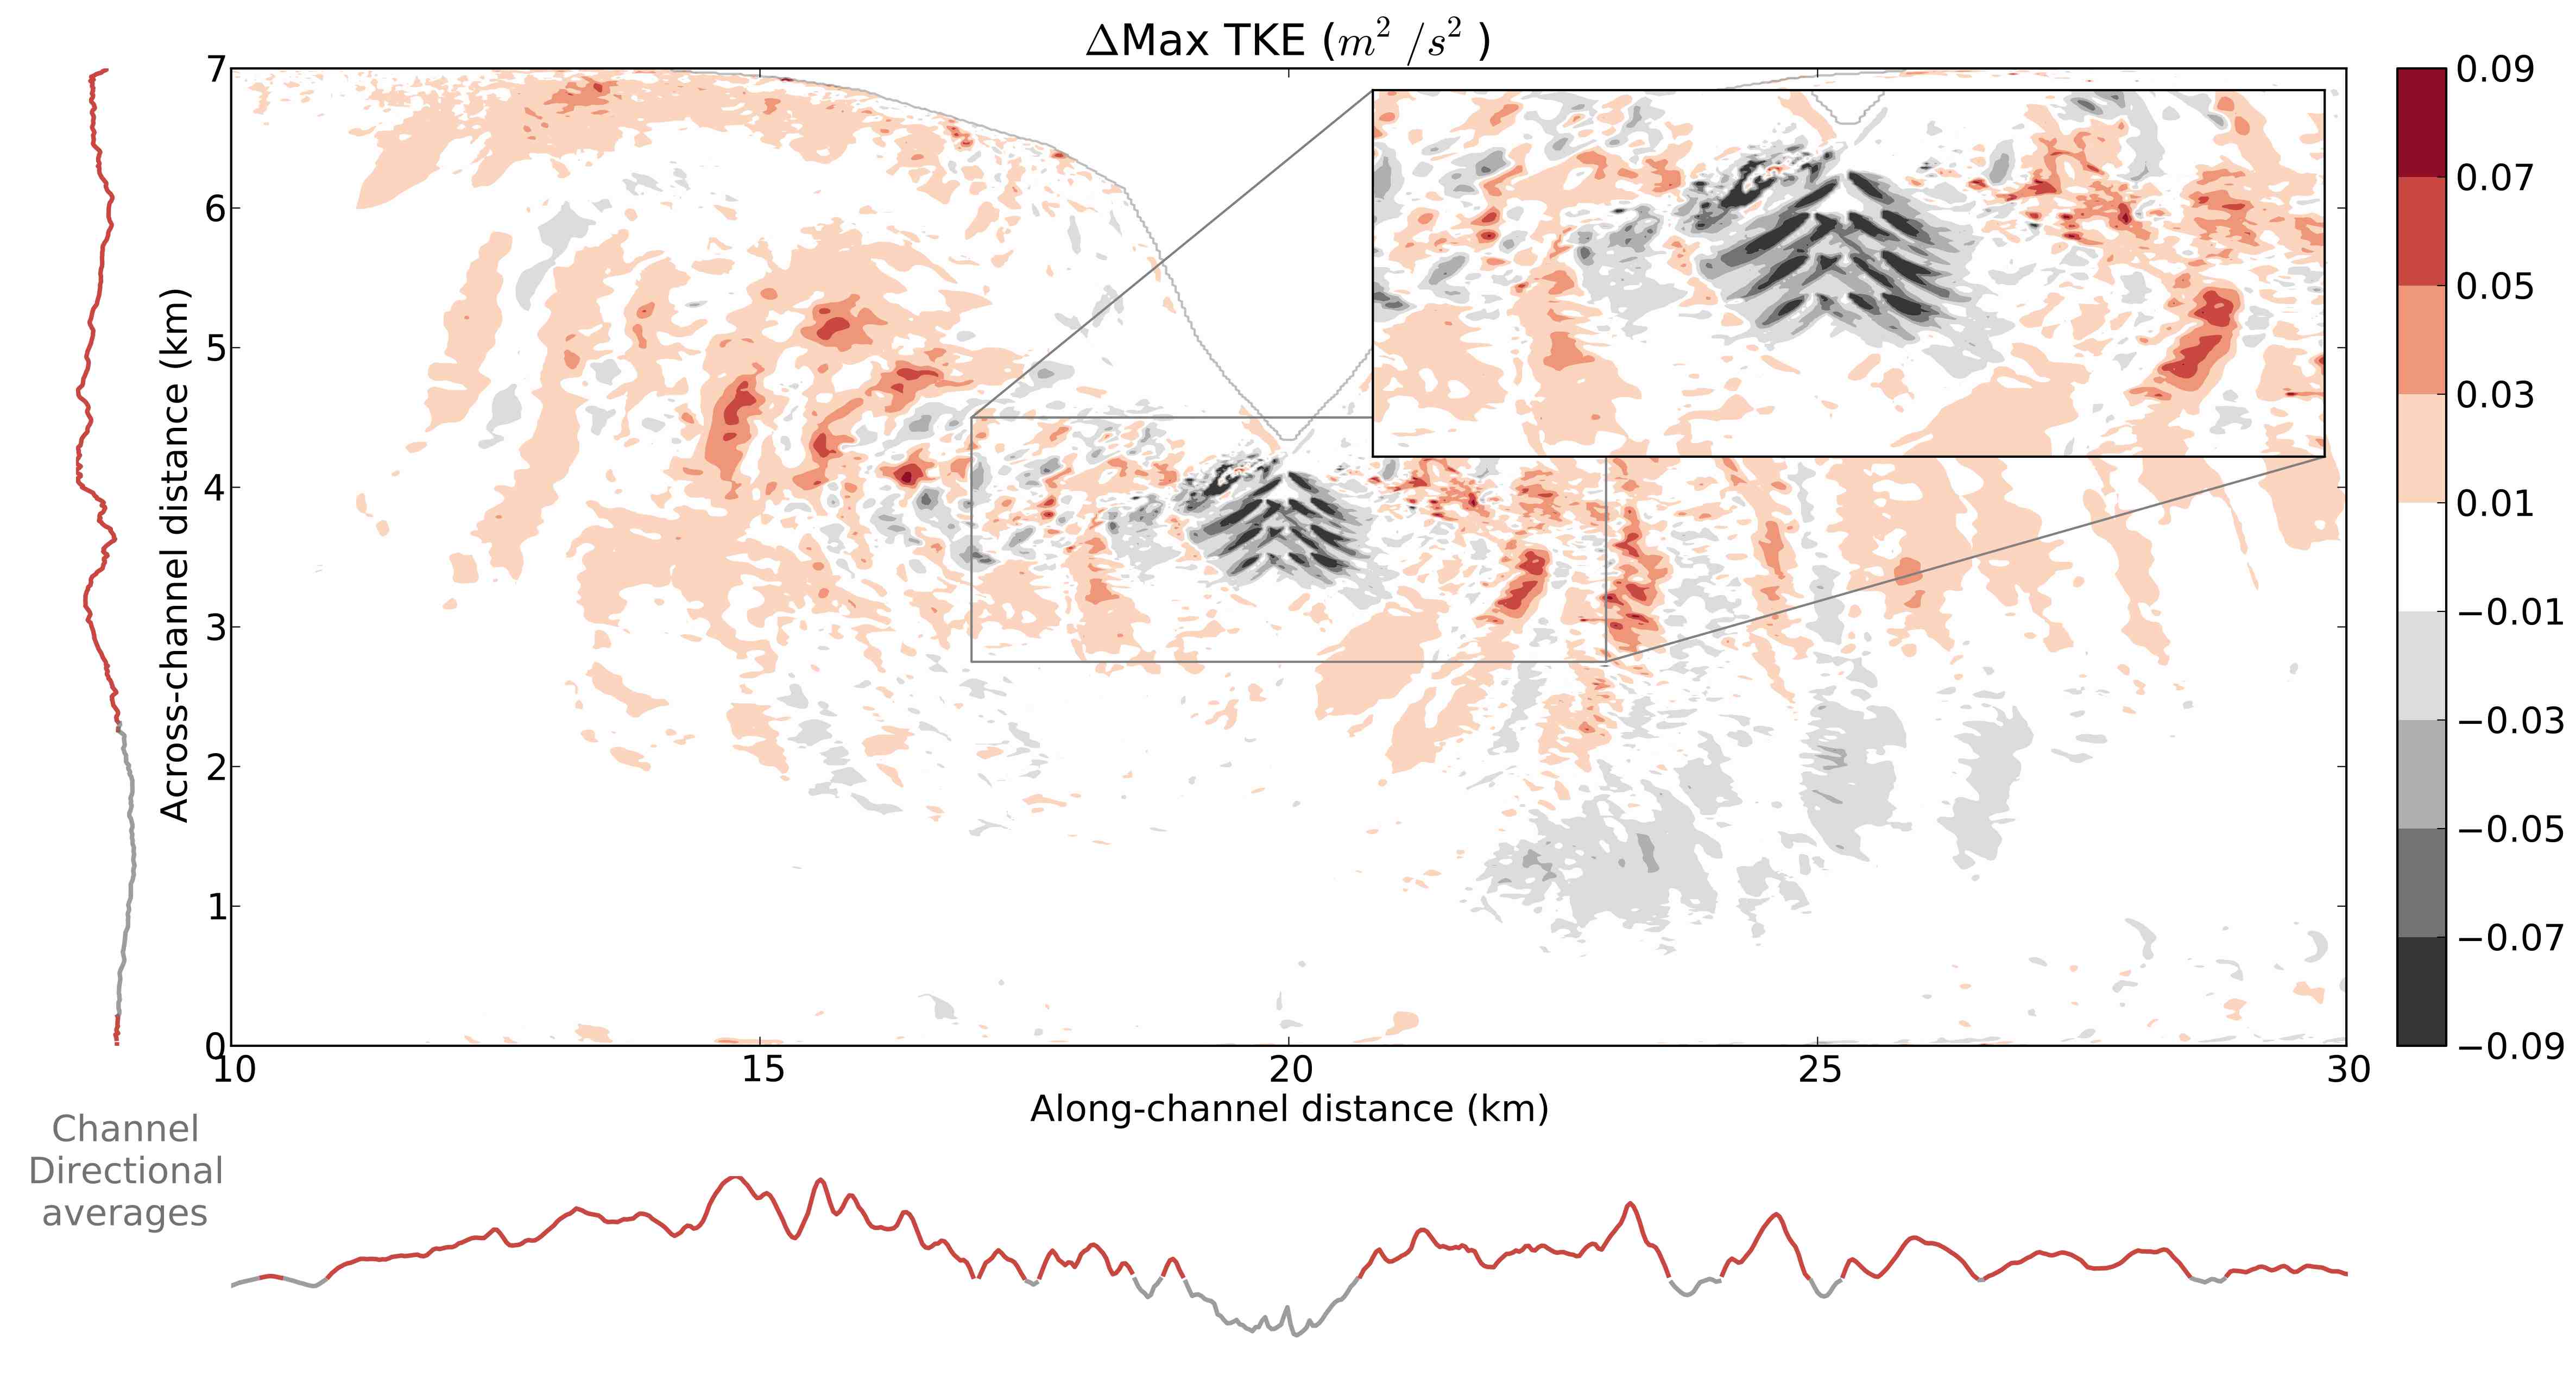 ΔMax TKE (m² /s² )
7
6
5
4
3
2
1
0
Across-channel distance (km)
10 15 20 25 30
Along-channel distance (km)
0.09
0.07
0.05
0.03
0.01
−0.01
−0.03
−0.05
−0.07
−0.09
Channel
Directional
averages